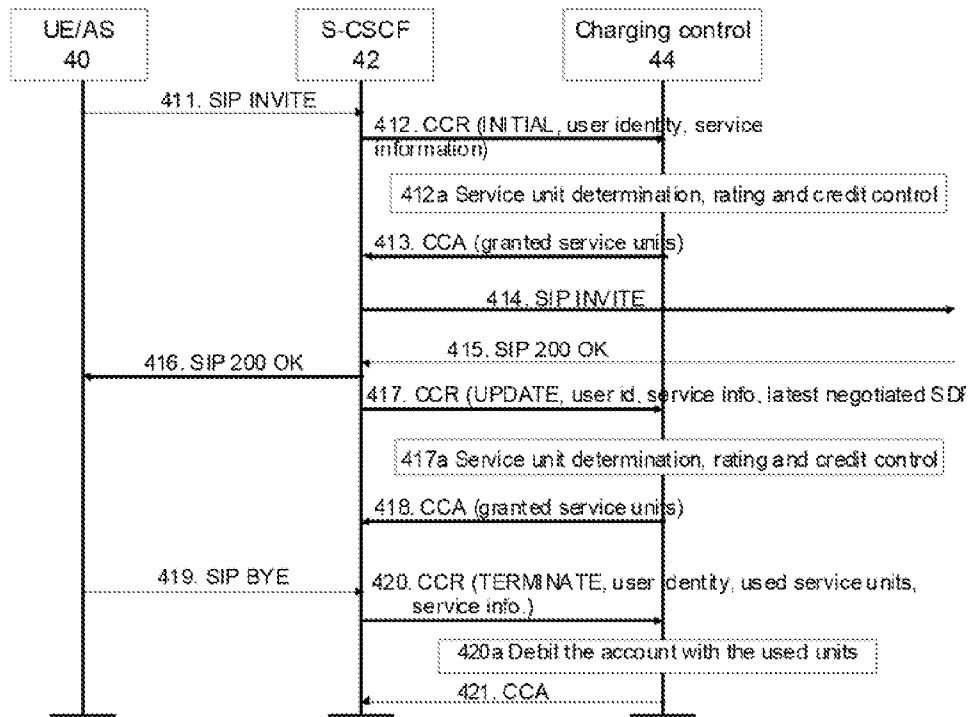 UE/AS
40
S-CSCF
42
Charging control
44
411. SIP INVITE
412. CCR (INITIAL, user identity, service
information)
412a Service unit determination, rating and credit control
413. CCA (granted service units)
414. SIP INVITE
415. SIP 200 OK
416. SIP 200 OK
417. CCR (UPDATE, user id, service info, latest negotiated SDP
417a Service unit determination, rating and credit control
418. CCA (granted service units)
419. SIP BYE
420. CCR (TERMINATE, user identity, used service units,
service info.)
420a Debit the account with the used units
421. CCA